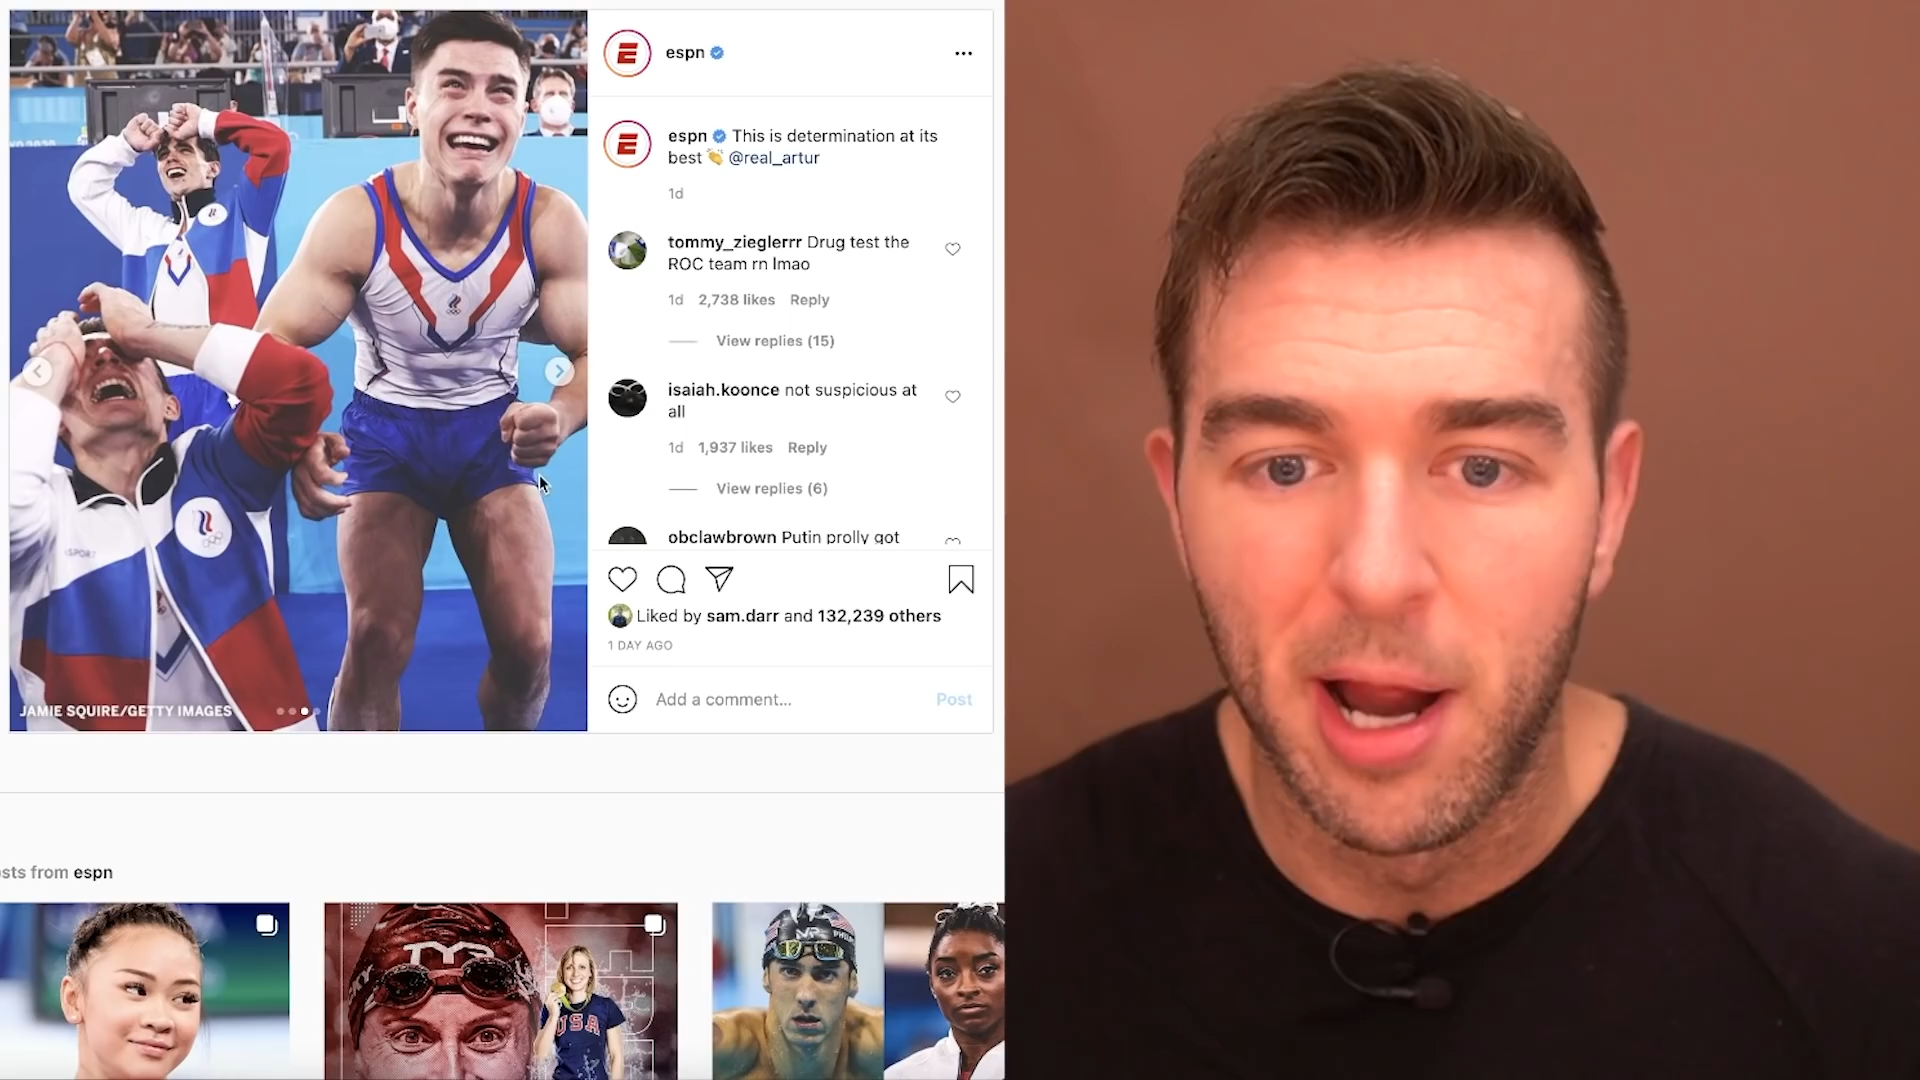 espn
espn This is determination at its
best 👏 @real_artur
1d
tommy_zieglerrr Drug test the
ROC team rn lmao
1d 2,738 likes Reply
View replies (15)
isaiah.koonce not suspicious at
all
1d 1,937 likes Reply
View replies (6)
obclawbrown Putin prolly got
Liked by sam.darr and 132,239 others
1 DAY AGO
Add a comment... Post
JAMIE SQUIRE/GETTY IMAGES
sts from espn
TYR
USA
MP